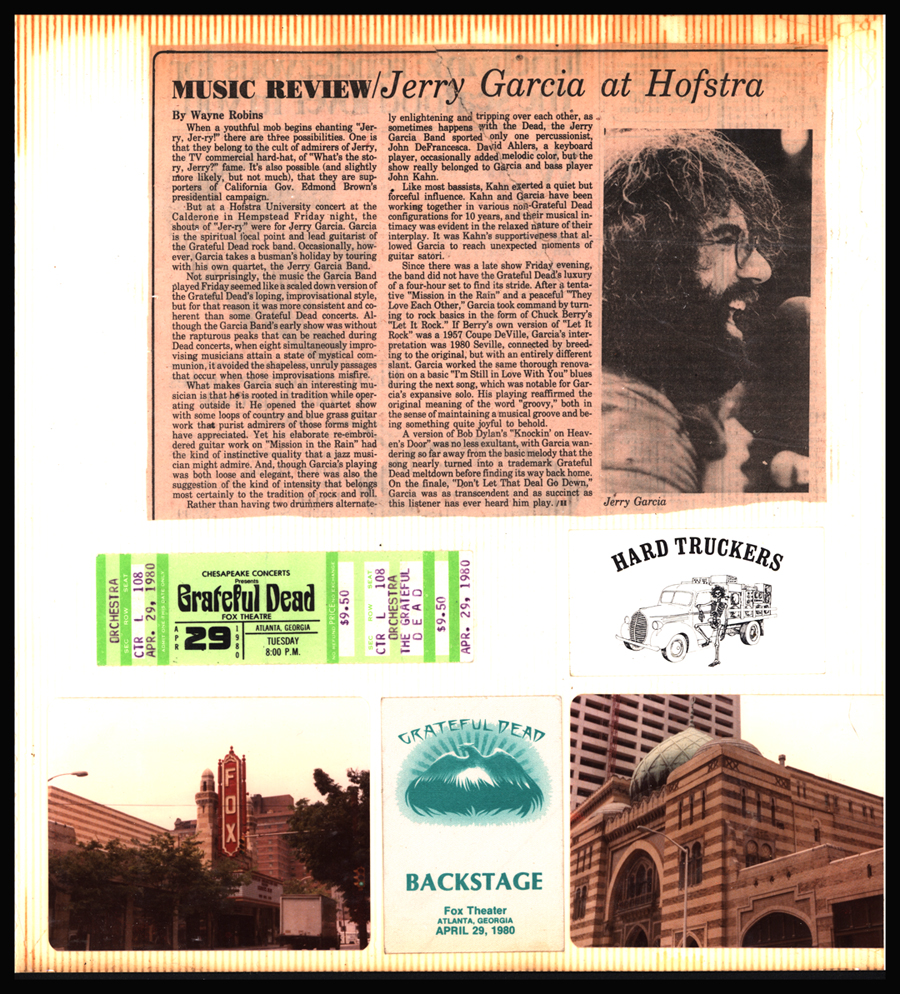 MUSIC REVIEW/Jerry Garcia at Hofstra
By Wayne Robins
When a youthful mob begins chanting "Jer-
ry, Jer-ry!" there are three possibilities. One is
that they belong to the cult of admirers of Jerry,
the TV commercial hard-hat, of "What's the sto-
ry, Jerry?" fame. It's also possible (and slightly
more likely, but not much), that they are sup-
porters of California Gov. Edmond Brown's
presidential campaign.
But at a Hofstra University concert at the
Calderone in Hempstead Friday night, the
shouts of "Jer-ry" were for Jerry Garcia. Garcia
is the spiritual focal point and lead guitarist of
the Grateful Dead rock band. Occasionally, how-
ever, Garcia takes a busman's holiday by touring
with his own quartet, the Jerry Garcia Band.
Not surprisingly, the music the Garcia Band
played Friday seemed like a scaled down version of
the Grateful Dead's loping, improvisational style,
but for that reason it was more consistent and co-
herent than some Grateful Dead concerts. Al-
though the Garcia Band's early show was without
the rapturous peaks that can be reached during
Dead concerts, when eight simultaneously impro-
vising musicians attain a state of mystical com-
munion, it avoided the shapeless, unruly passages
that occur when those improvisations misfire.
What makes Garcia such an interesting mu-
sician is that he is rooted in tradition while oper-
ating outside it. He opened the quartet show
with some loops of country and blue grass guitar
work that purist admirers of those forms might
have appreciated. Yet his elaborate re-embroi-
dered guitar work on "Mission in the Rain" had
the kind of instinctive quality that a jazz musi-
cian might admire. And, though Garcia's playing
was both loose and elegant, there was also the
suggestion of the kind of intensity that belongs
most certainly to the tradition of rock and roll.
Rather than having two drummers alternate-
ly enlightening and tripping over each other, as
sometimes happens with the Dead, the Jerry
Garcia Band sported only one percussionist,
John DeFrancesca. David Ahlers, a keyboard
player, occasionally added melodic color, but the
show really belonged to Garcia and bass player
John Kahn.
Like most bassists, Kahn exerted a quiet but
forceful influence. Kahn and Garcia have been
working together in various non-Grateful Dead
configurations for 10 years, and their musical in-
timacy was evident in the relaxed nature of their
interplay. It was Kahn's supportiveness that al-
lowed Garcia to reach unexpected moments of
guitar satori.
Since there was a late show Friday evening,
the band did not have the Grateful Dead's luxury
of a four-hour set to find its stride. After a tenta-
tive "Mission in the Rain" and a peaceful "They
Love Each Other," Garcia took command by turn-
ing to rock basics in the form of Chuck Berry's
"Let It Rock." If Berry's own version of "Let It
Rock" was a 1957 Coupe DeVille, Garcia's inter-
pretation was 1980 Seville, connected by breed-
ing to the original, but with an entirely different
slant. Garcia worked the same thorough renova-
tion on a basic "I'm Still in Love With You" blues
during the next song, which was notable for Gar-
cia's expansive solo. His playing reaffirmed the
original meaning of the word "groovy," both in
the sense of maintaining a musical groove and be-
ing something quite joyful to behold.
A version of Bob Dylan's "Knockin' on Heav-
en's Door" was no less exultant, with Garcia wan-
dering so far away from the basic melody that the
song nearly turned into a trademark Grateful
Dead meltdown before finding its way back home.
On the finale, "Don't Let That Deal Go Down,"
Garcia was as transcendent and as succinct as
this listener has ever heard him play. /II
Jerry Garcia
ORCHESTRA
SEC ROW SEAT
CTR L 108
APR. 29, 1980
CHESAPEAKE CONCERTS
Presents
Grateful Dead
FOX THEATRE
APR 29 1980
ATLANTA, GEORGIA
TUESDAY
8:00 P.M.
PRICE
$9.50
SEC ROW SEAT
CTR L 108
ORCHESTRA
THE GRATEFUL
DEAD
$9.50
APR. 29, 1980
HARD TRUCKERS
FOX
GRATEFUL DEAD
BACKSTAGE
Fox Theater
ATLANTA, GEORGIA
APRIL 29, 1980